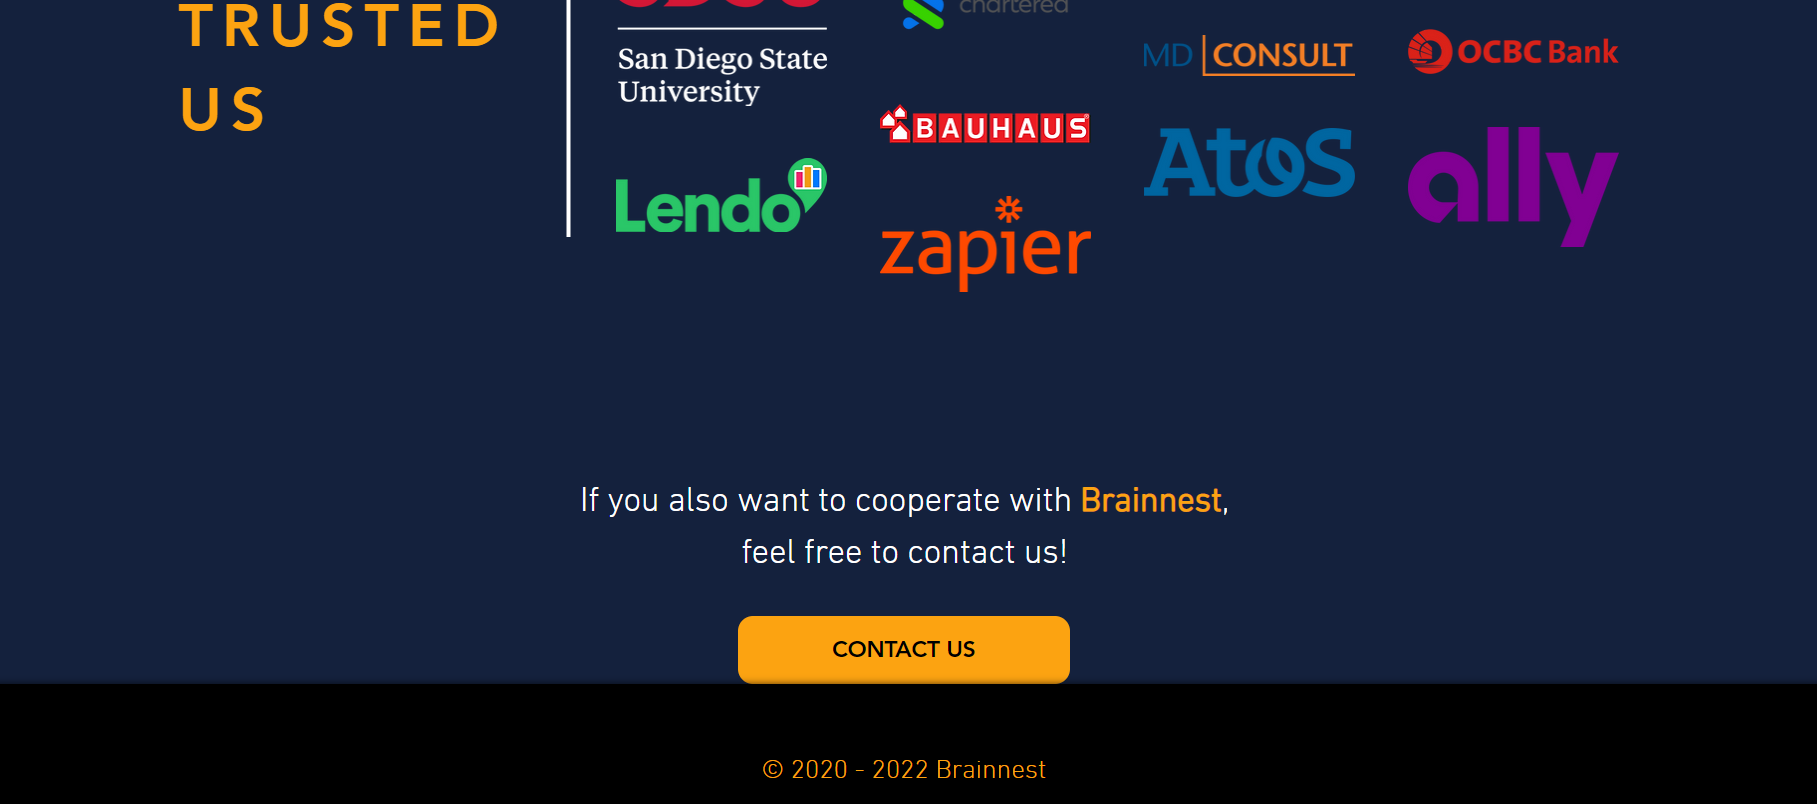 TRUSTED
US
San Diego State
University
Lendo
chartered
BAUHAUS
zapier
MD CONSULT
Atos
OCBC Bank
ally
If you also want to cooperate with Brainnest,
feel free to contact us!
CONTACT US
© 2020 - 2022 Brainnest